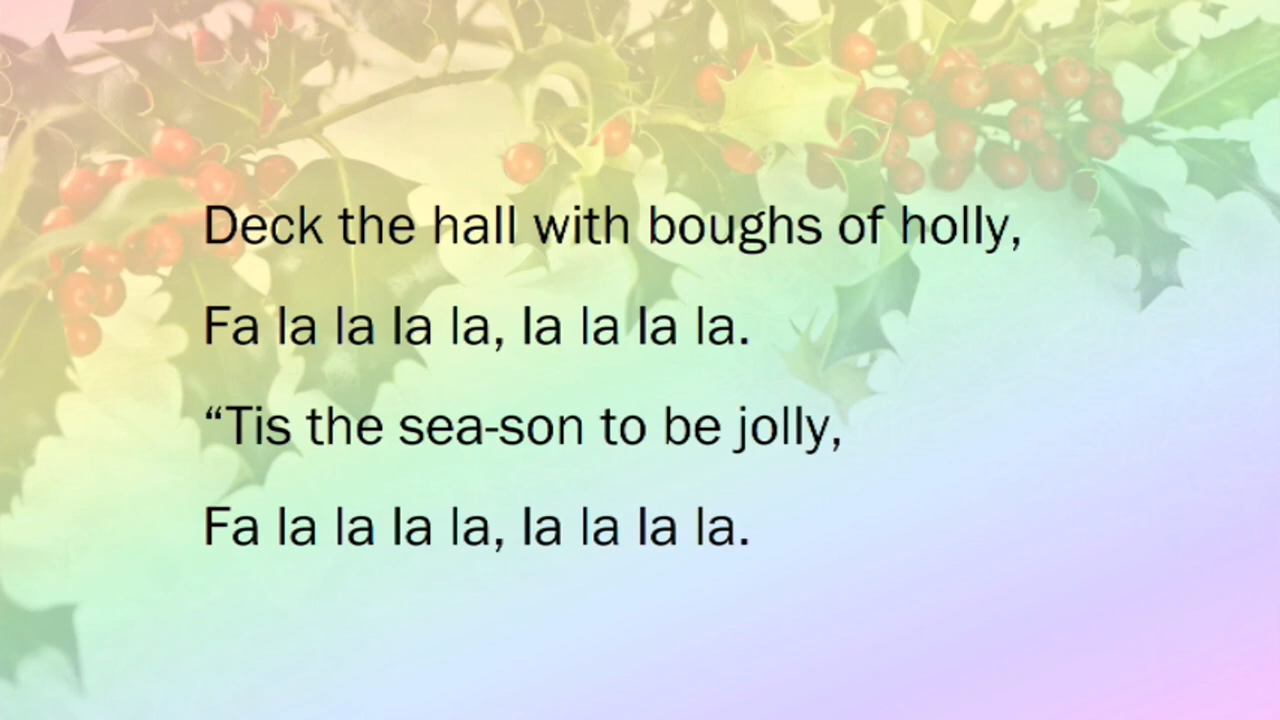 Deck the hall with boughs of holly,
Fa la la la la, la la la la.
“Tis the sea-son to be jolly,
Fa la la la la, la la la la.